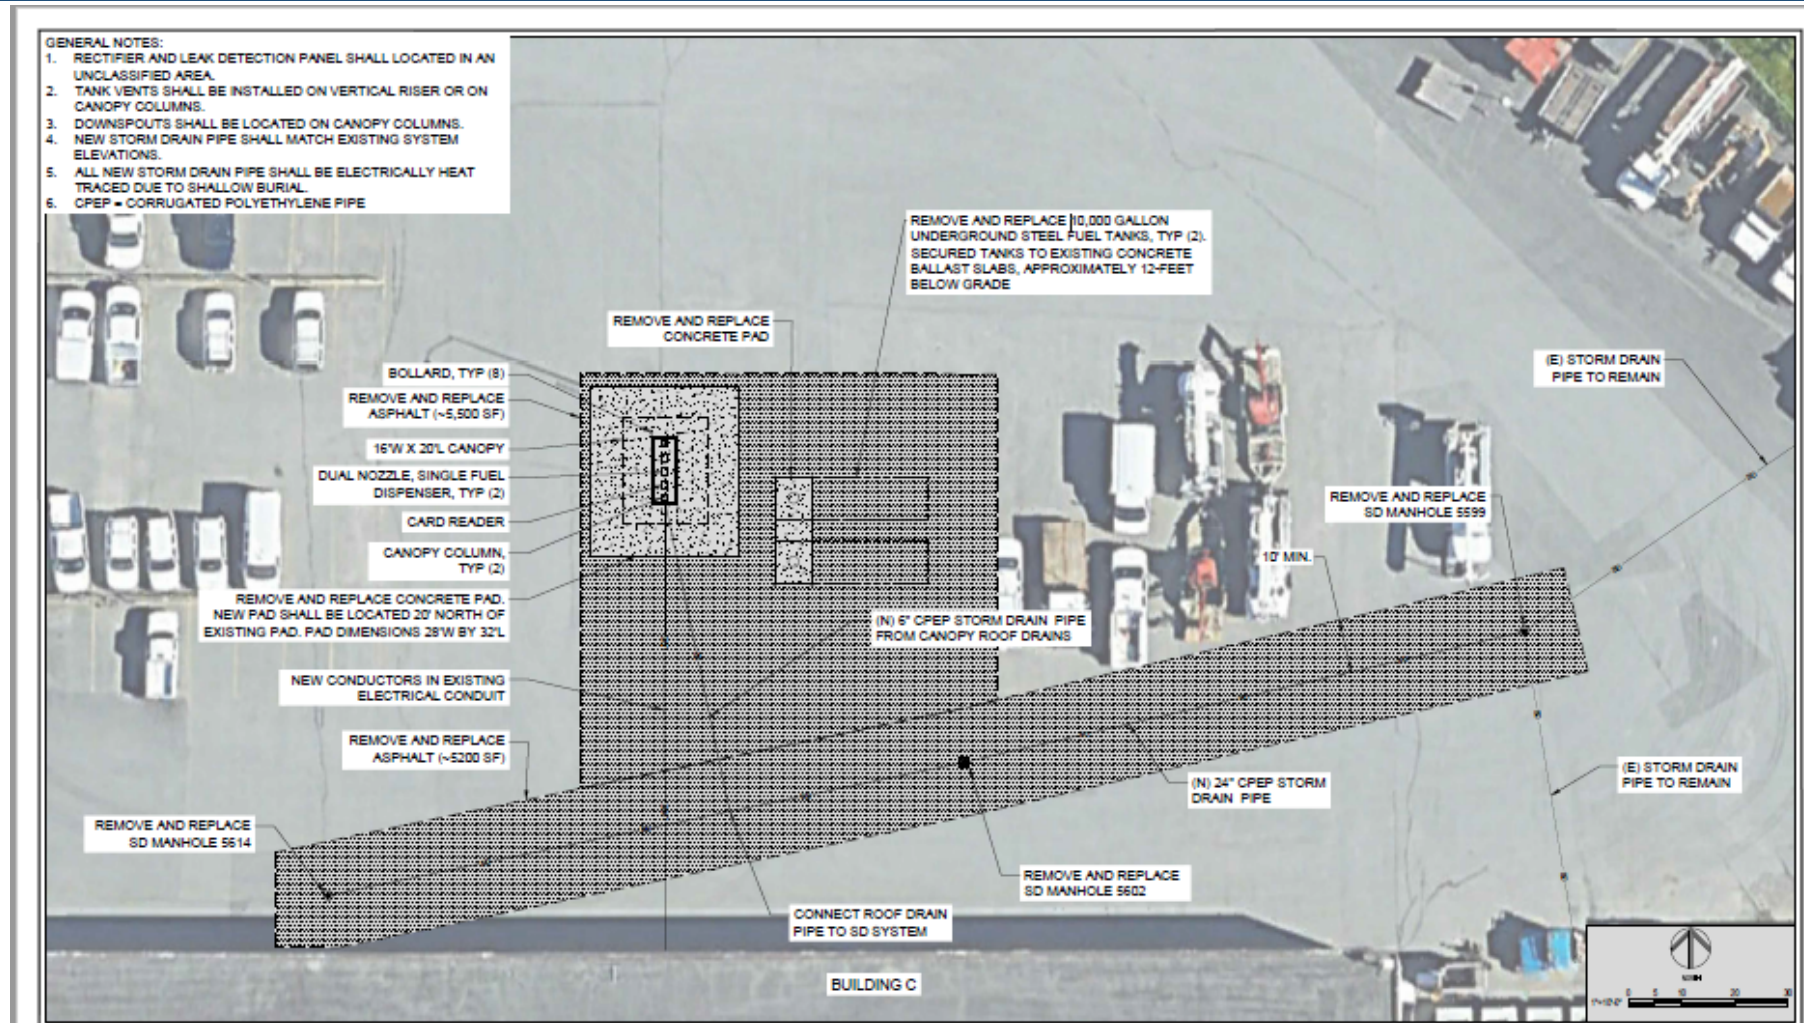 GENERAL NOTES:
1. RECTIFIER AND LEAK DETECTION PANEL SHALL LOCATED IN AN
UNCLASSIFIED AREA.
2. TANK VENTS SHALL BE INSTALLED ON VERTICAL RISER OR ON
CANOPY COLUMNS.
3. DOWNSPOUTS SHALL BE LOCATED ON CANOPY COLUMNS.
4. NEW STORM DRAIN PIPE SHALL MATCH EXISTING SYSTEM
ELEVATIONS.
5. ALL NEW STORM DRAIN PIPE SHALL BE ELECTRICALLY HEAT
TRACED DUE TO SHALLOW BURIAL.
6. CPEP = CORRUGATED POLYETHYLENE PIPE
REMOVE AND REPLACE 10,000 GALLON
UNDERGROUND STEEL FUEL TANKS, TYP (2).
SECURED TANKS TO EXISTING CONCRETE
BALLAST SLABS, APPROXIMATELY 12-FEET
BELOW GRADE
REMOVE AND REPLACE
CONCRETE PAD
(E) STORM DRAIN
PIPE TO REMAIN
BOLLARD, TYP (8)
REMOVE AND REPLACE
ASPHALT (~5,500 SF)
16'W X 20'L CANOPY
DUAL NOZZLE, SINGLE FUEL
DISPENSER, TYP (2)
CARD READER
CANOPY COLUMN,
TYP (2)
REMOVE AND REPLACE CONCRETE PAD.
NEW PAD SHALL BE LOCATED 20' NORTH OF
EXISTING PAD. PAD DIMENSIONS 28'W BY 32'L
REMOVE AND REPLACE
SD MANHOLE 5599
10' MIN.
(N) 6" CPEP STORM DRAIN PIPE
FROM CANOPY ROOF DRAINS
NEW CONDUCTORS IN EXISTING
ELECTRICAL CONDUIT
REMOVE AND REPLACE
ASPHALT (~5200 SF)
(N) 24" CPEP STORM
DRAIN PIPE
(E) STORM DRAIN
PIPE TO REMAIN
REMOVE AND REPLACE
SD MANHOLE 5614
REMOVE AND REPLACE
SD MANHOLE 5602
CONNECT ROOF DRAIN
PIPE TO SD SYSTEM
BUILDING C
NORTH
0 5 10 20 30